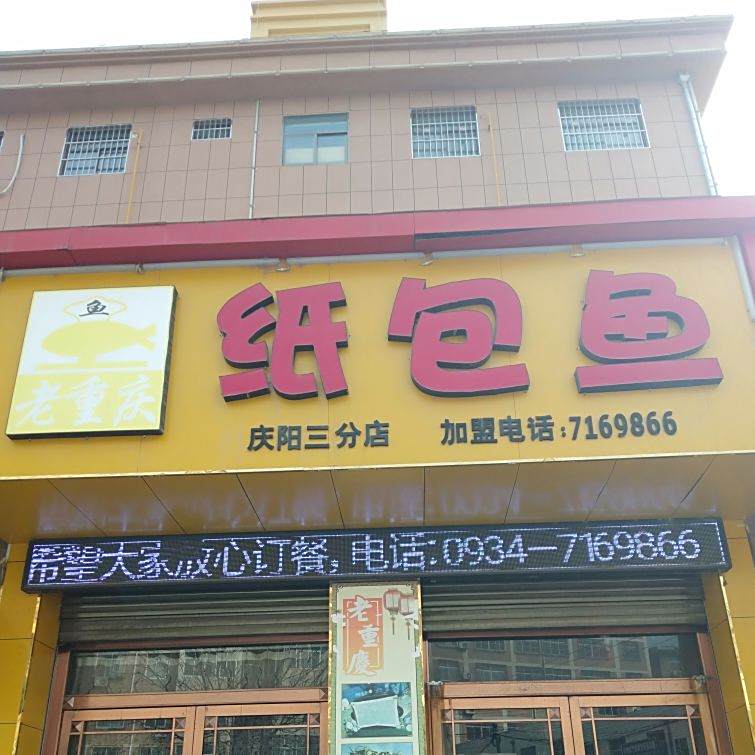 鱼
老重庆
纸包鱼
庆阳三分店 加盟电话:7169866
希望大家放心订餐,电话:0934-7169866
老重慶